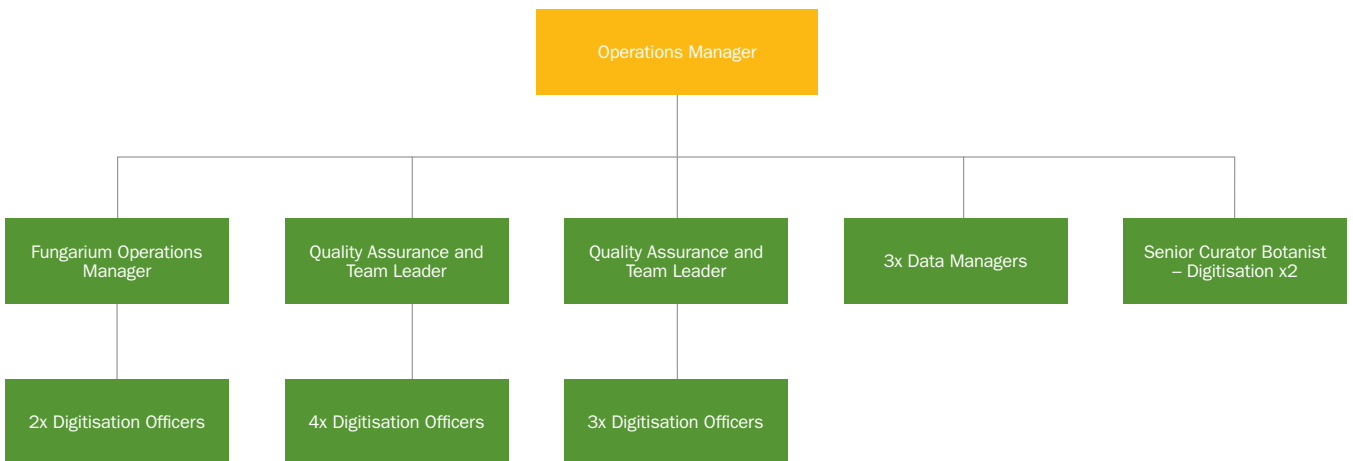 Operations Manager
Fungarium Operations
Manager
Quality Assurance and
Team Leader
Quality Assurance and
Team Leader
3x Data Managers
Senior Curator Botanist
– Digitisation x2
2x Digitisation Officers
4x Digitisation Officers
3x Digitisation Officers